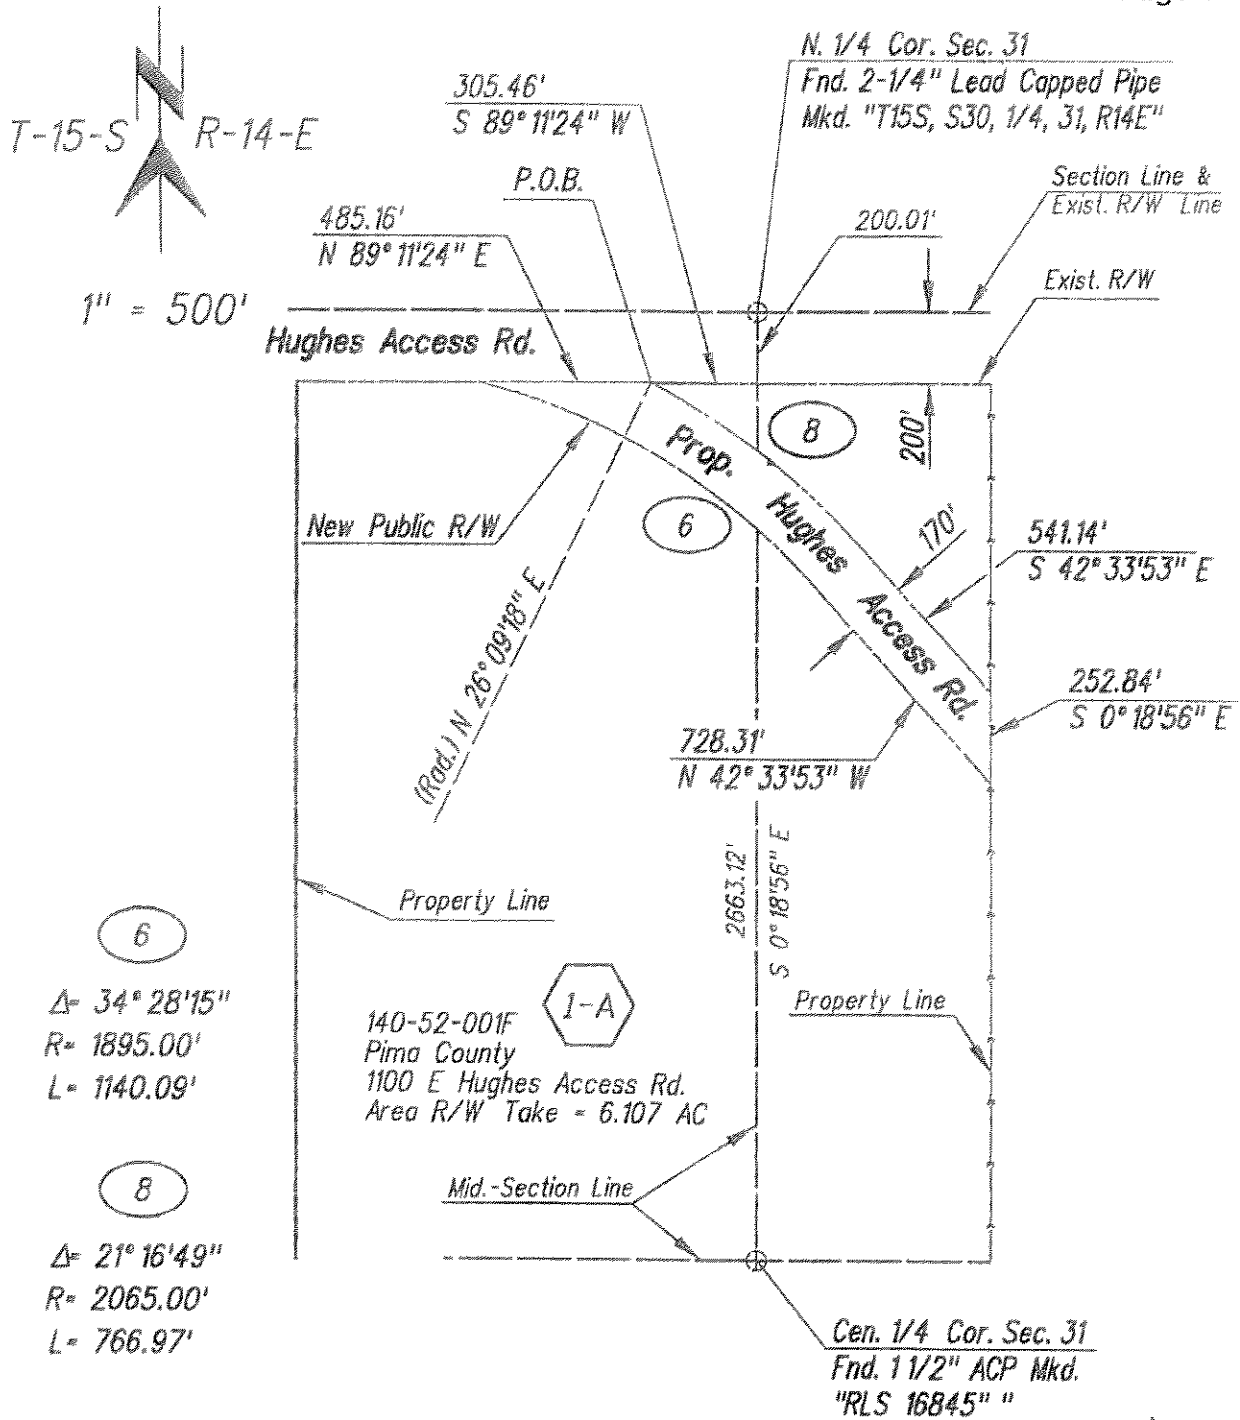 N. 1/4 Cor. Sec. 31
Fnd. 2-1/4" Lead Capped Pipe
Mkd. "T15S, S30, 1/4, 31, R14E"
305.46'
S 89° 11'24" W
N
T-15-S R-14-E
P.O.B.
Section Line &
Exist. R/W Line
485.16'
N 89° 11'24" E
200.01'
1" = 500'
Exist. R/W
Hughes Access Rd.
8
200'
Prop. Hughes Access Rd.
New Public R/W
6
170'
541.14'
S 42° 33'53" E
(Rad.) N 26° 09'18" E
252.84'
S 0° 18'56" E
728.31'
N 42° 33'53" W
2663.12'
S 0° 18'56" E
Property Line
6
Δ= 34° 28'15"
R= 1895.00'
L= 1140.09'
1-A
140-52-001F
Pima County
1100 E Hughes Access Rd.
Area R/W Take = 6.107 AC
Property Line
8
Δ= 21° 16'49"
R= 2065.00'
L= 766.97'
Mid.-Section Line
Cen. 1/4 Cor. Sec. 31
Fnd. 1 1/2" ACP Mkd.
"RLS 16845" "